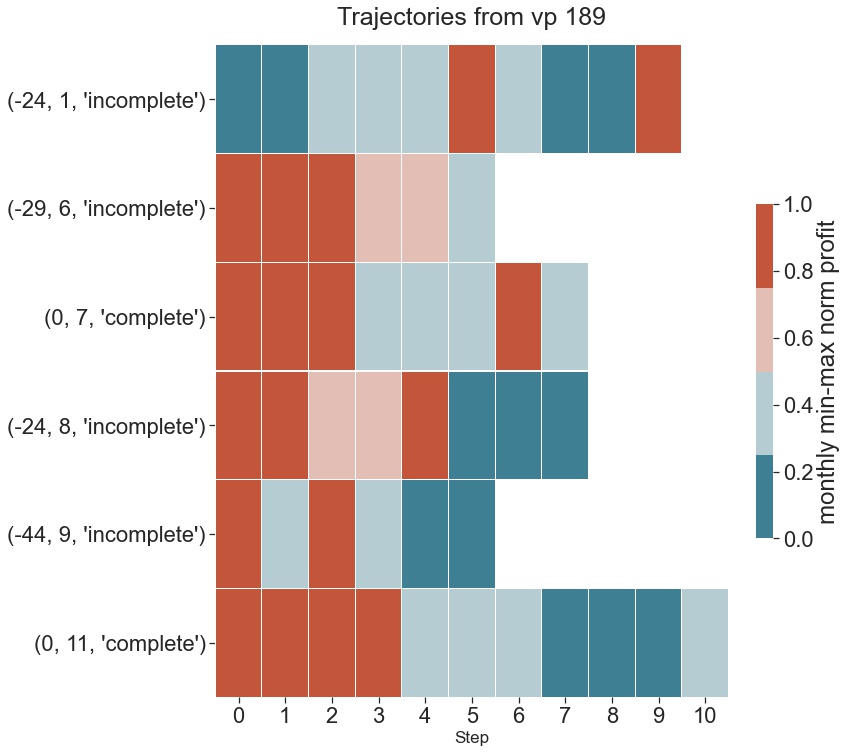 Trajectories from vp 189
(-24, 1, 'incomplete')
(-29, 6, 'incomplete')
(0, 7, 'complete')
(-24, 8, 'incomplete')
(-44, 9, 'incomplete')
(0, 11, 'complete')
0 1 2 3 4 5 6 7 8 9 10
Step
1.0
0.8
0.6
0.4
0.2
0.0
monthly min-max norm profit